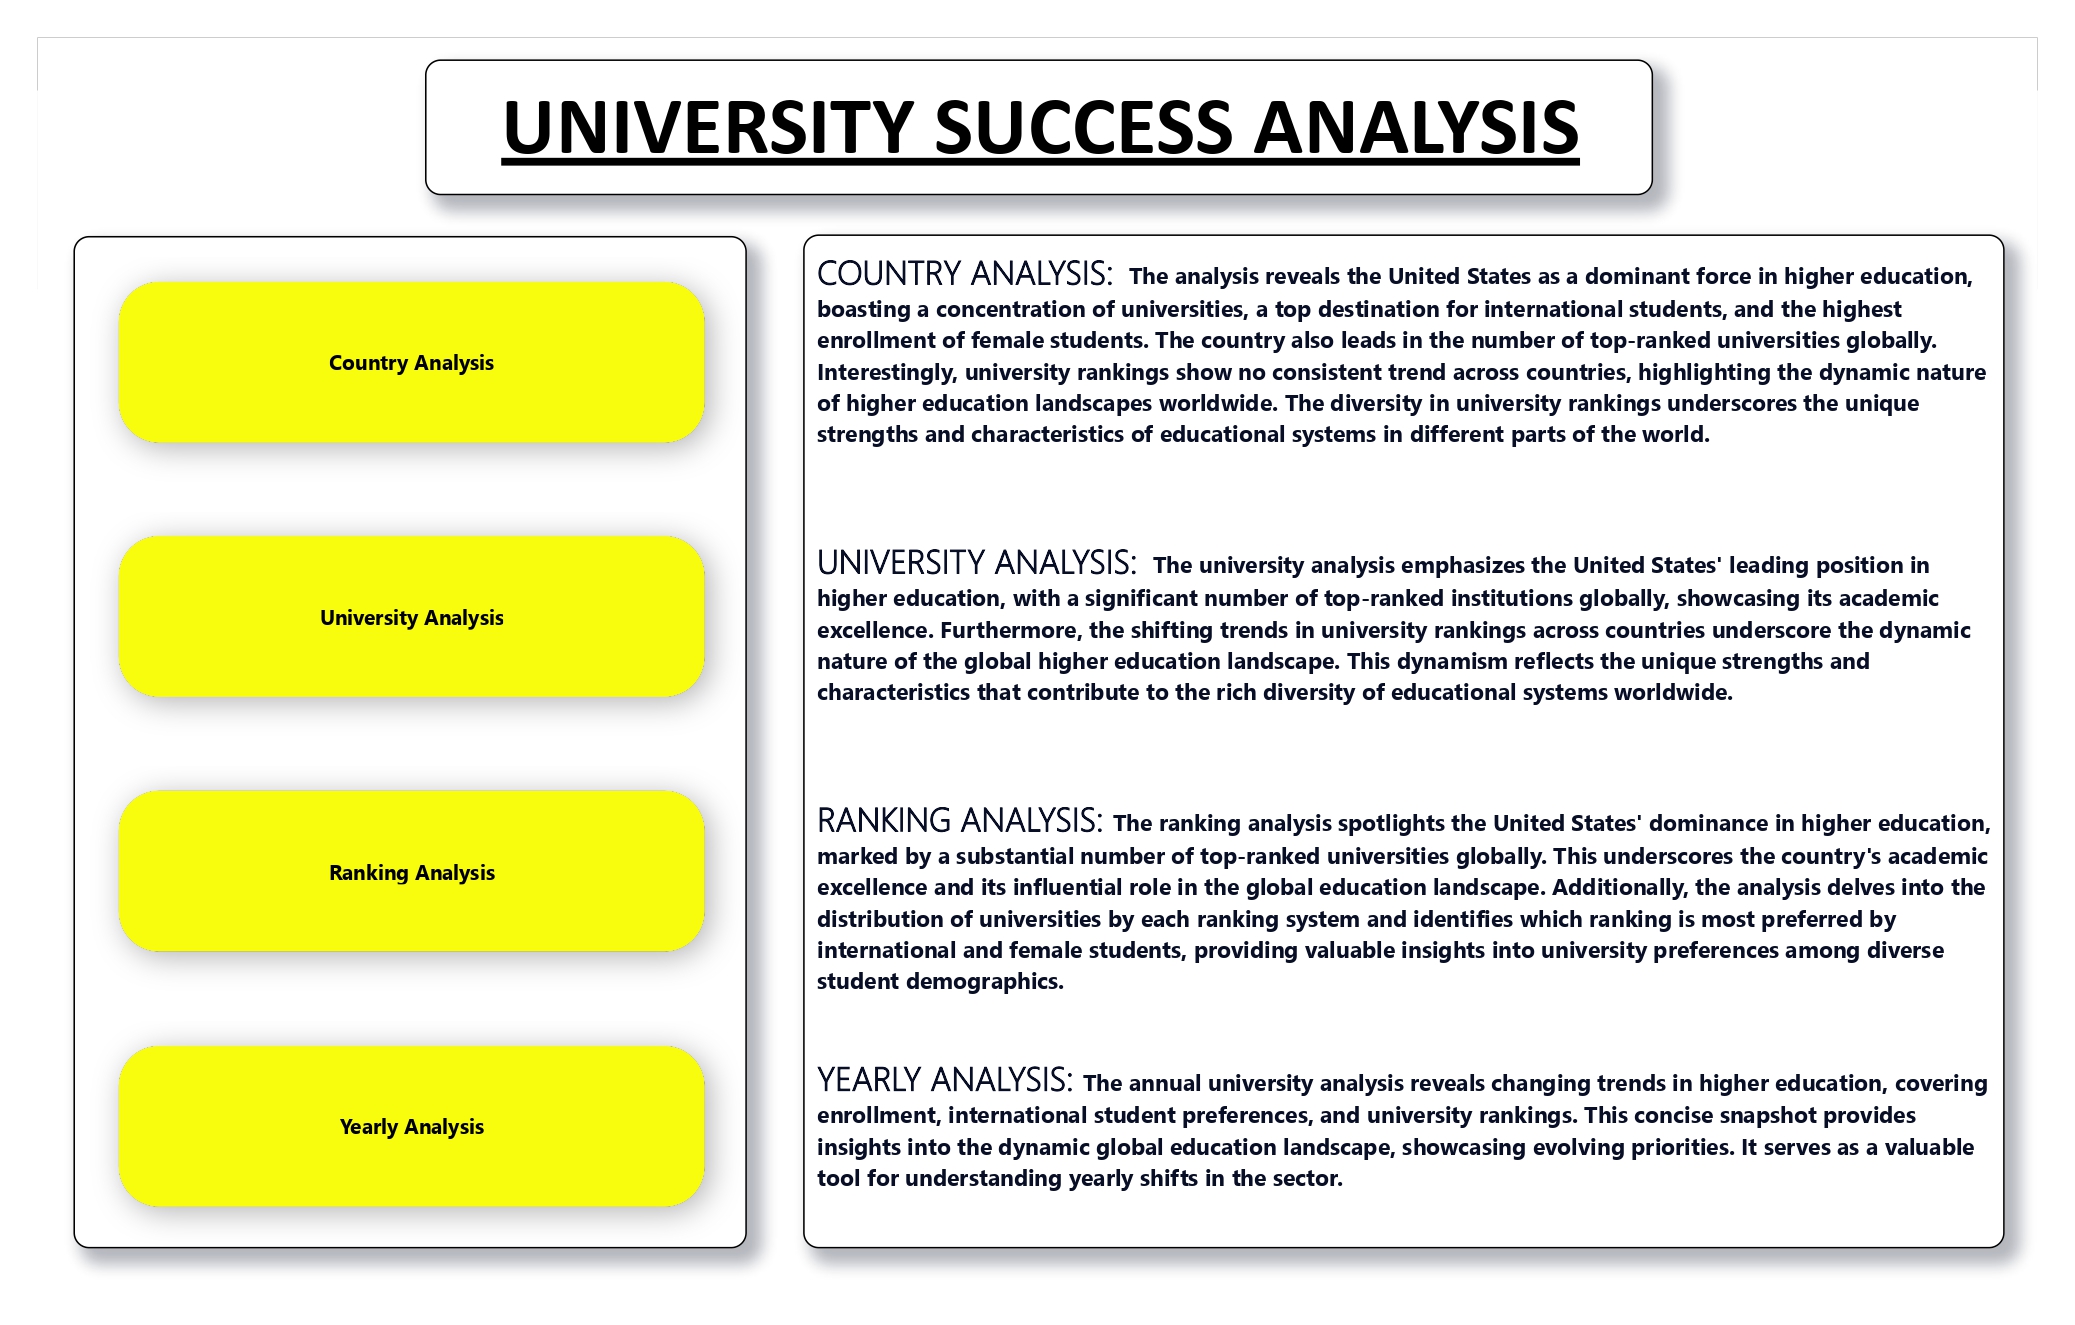 UNIVERSITY SUCCESS ANALYSIS
Country Analysis
University Analysis
Ranking Analysis
Yearly Analysis
COUNTRY ANALYSIS: The analysis reveals the United States as a dominant force in higher education,
boasting a concentration of universities, a top destination for international students, and the highest
enrollment of female students. The country also leads in the number of top-ranked universities globally.
Interestingly, university rankings show no consistent trend across countries, highlighting the dynamic nature
of higher education landscapes worldwide. The diversity in university rankings underscores the unique
strengths and characteristics of educational systems in different parts of the world.
UNIVERSITY ANALYSIS: The university analysis emphasizes the United States' leading position in
higher education, with a significant number of top-ranked institutions globally, showcasing its academic
excellence. Furthermore, the shifting trends in university rankings across countries underscore the dynamic
nature of the global higher education landscape. This dynamism reflects the unique strengths and
characteristics that contribute to the rich diversity of educational systems worldwide.
RANKING ANALYSIS: The ranking analysis spotlights the United States' dominance in higher education,
marked by a substantial number of top-ranked universities globally. This underscores the country's academic
excellence and its influential role in the global education landscape. Additionally, the analysis delves into the
distribution of universities by each ranking system and identifies which ranking is most preferred by
international and female students, providing valuable insights into university preferences among diverse
student demographics.
YEARLY ANALYSIS: The annual university analysis reveals changing trends in higher education, covering
enrollment, international student preferences, and university rankings. This concise snapshot provides
insights into the dynamic global education landscape, showcasing evolving priorities. It serves as a valuable
tool for understanding yearly shifts in the sector.